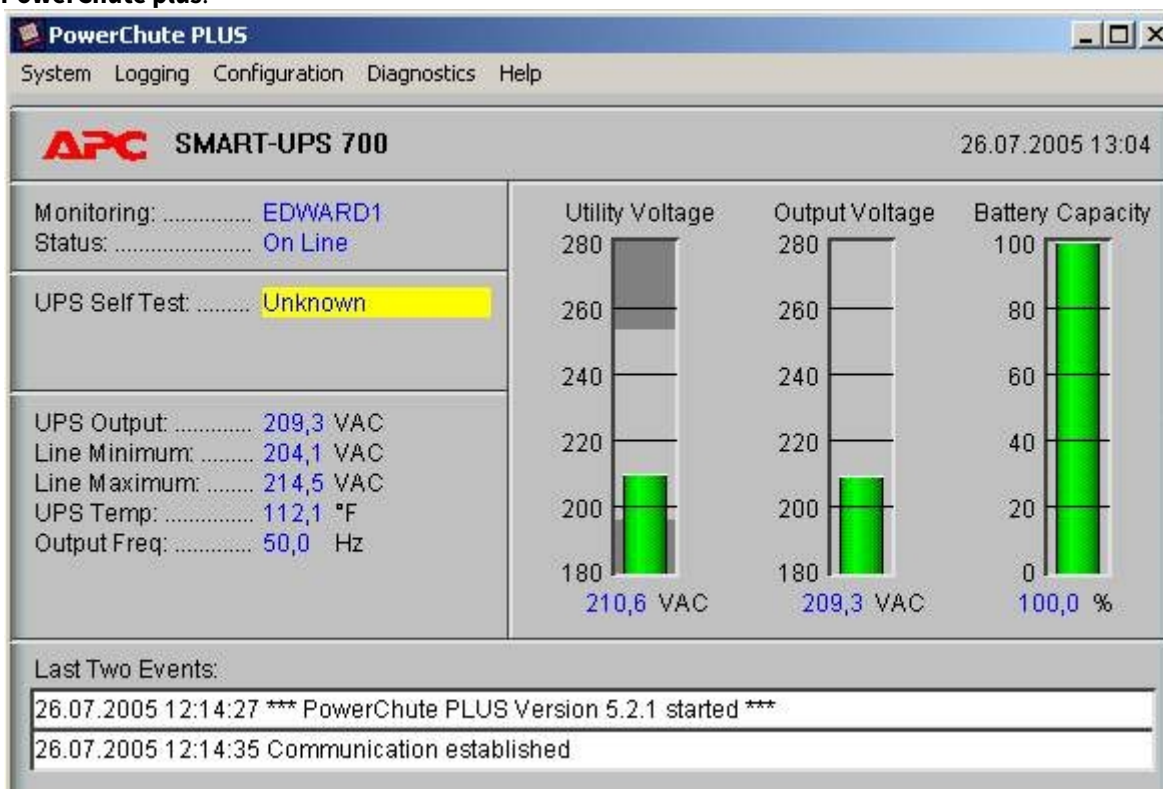 PowerChute plus:
PowerChute PLUS
System Logging Configuration Diagnostics Help
APC SMART-UPS 700
26.07.2005 13:04
Monitoring: .............. EDWARD1
Status: ...................... On Line
UPS Self Test: ......... Unknown
UPS Output: ............. 209,3 VAC
Line Minimum: ......... 204,1 VAC
Line Maximum: ........ 214,5 VAC
UPS Temp: ............... 112,1 °F
Output Freq: ............. 50,0 Hz
Utility Voltage
280
260
240
220
200
180
210,6 VAC
Output Voltage
280
260
240
220
200
180
209,3 VAC
Battery Capacity
100
80
60
40
20
0
100,0 %
Last Two Events:
26.07.2005 12:14:27 *** PowerChute PLUS Version 5.2.1 started ***
26.07.2005 12:14:35 Communication established